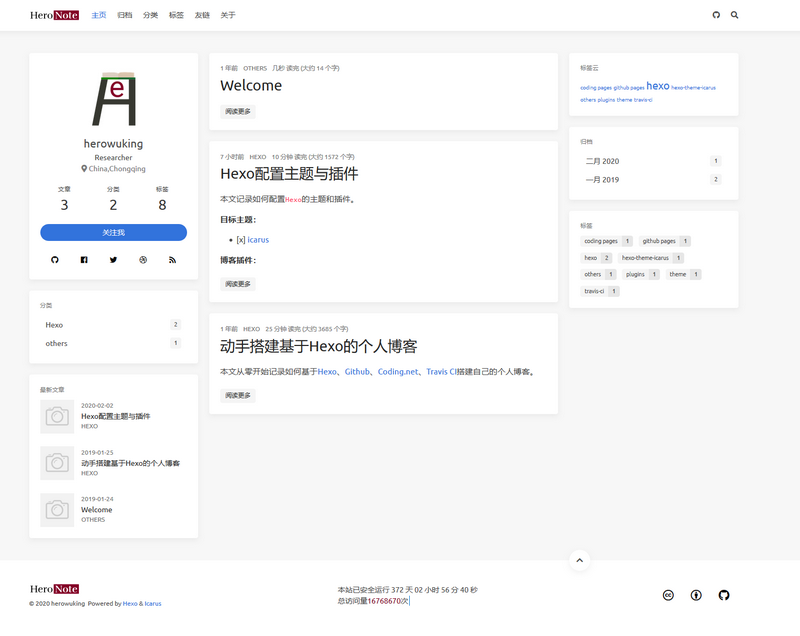 Hero Note 主页 归档 分类 标签 友链 关于
e
herowuking
Researcher
China,Chongqing
文章 分类 标签
3 2 8
关注我
分类
Hexo 2
others 1
最新文章
2020-02-02
Hexo配置主题与插件
HEXO
2019-01-25
动手搭建基于Hexo的个人博客
HEXO
2019-01-24
Welcome
OTHERS
1 年前 OTHERS 几秒 读完 (大约 14 个字)
Welcome
阅读更多
7 小时前 HEXO 10 分钟 读完 (大约 1572 个字)
Hexo配置主题与插件
本文记录如何配置Hexo的主题和插件。
目标主题:
[x] icarus
博客插件:
阅读更多
1 年前 HEXO 25 分钟 读完 (大约 3685 个字)
动手搭建基于Hexo的个人博客
本文从零开始记录如何基于Hexo、Github、Coding.net、Travis CI搭建自己的个人博客。
阅读更多
标签云
coding pages github pages hexo hexo-theme-icarus
others plugins theme travis-ci
归档
二月 2020 1
一月 2019 2
标签
coding pages 1 github pages 1
hexo 2 hexo-theme-icarus 1
others 1 plugins 1 theme 1
travis-ci 1
Hero Note
© 2020 herowuking Powered by Hexo & Icarus
本站已安全运行 372 天 02 小时 56 分 40 秒
总访问量16768670次